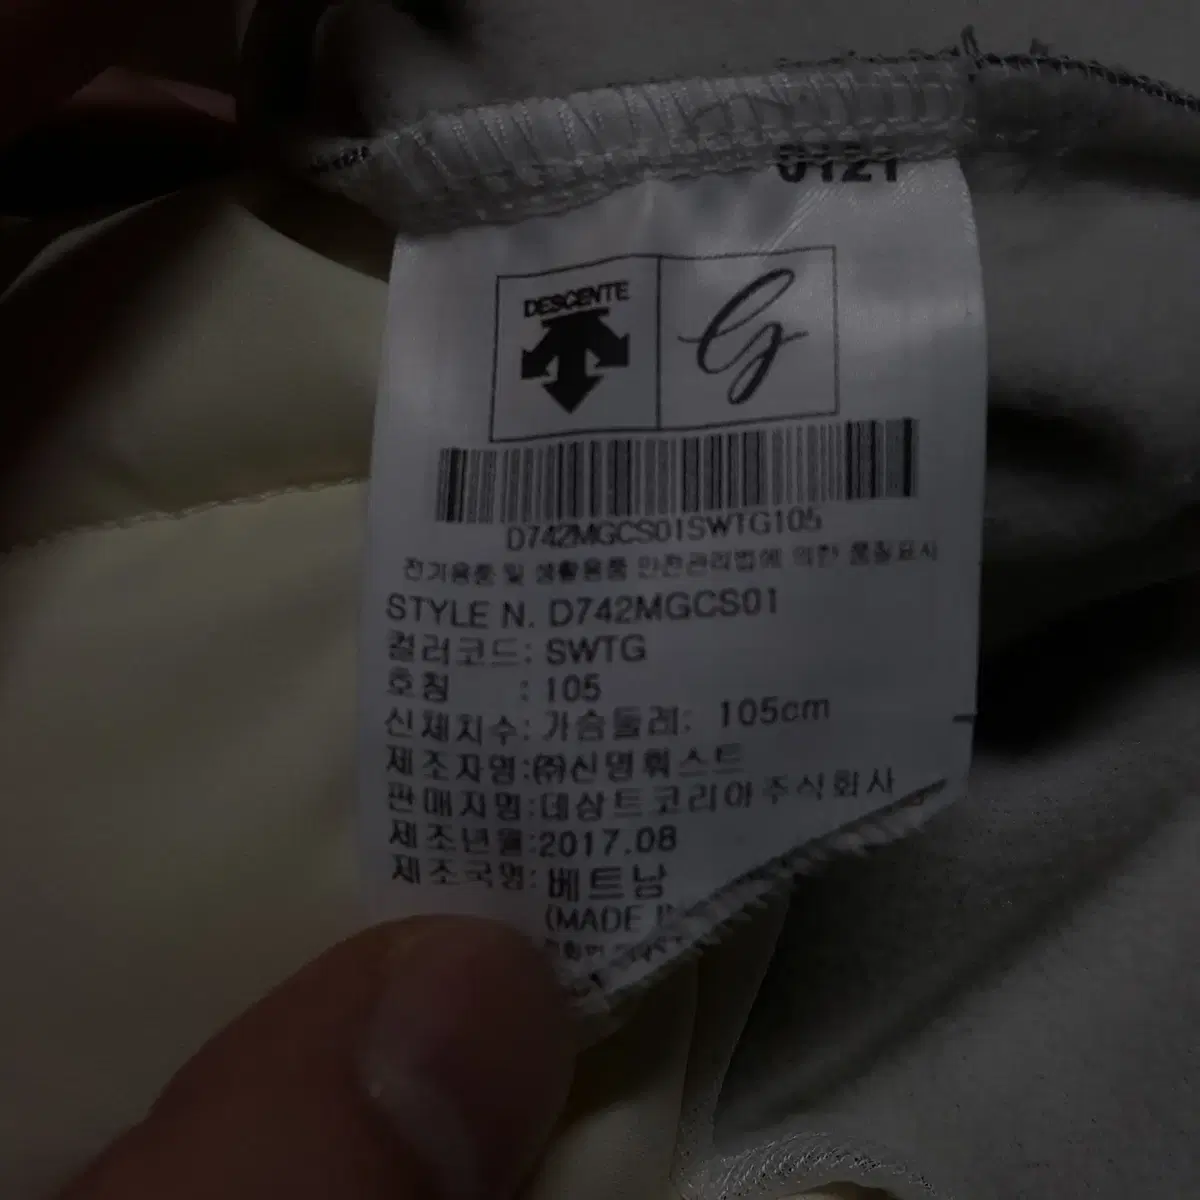 0121
DESCENTE
G
D742MGCS01SWTG105
전기용품 및 생활용품 안전관리법에 의한 품질표시
STYLE N. D742MGCS01
컬러코드: SWTG
호칭 : 105
신체치수: 가슴둘레: 105cm
제조자명:㈜신영훠스트
판매자명:데상트코리아주식회사
제조년월:2017.08
제조국명: 베트남
(MADE I